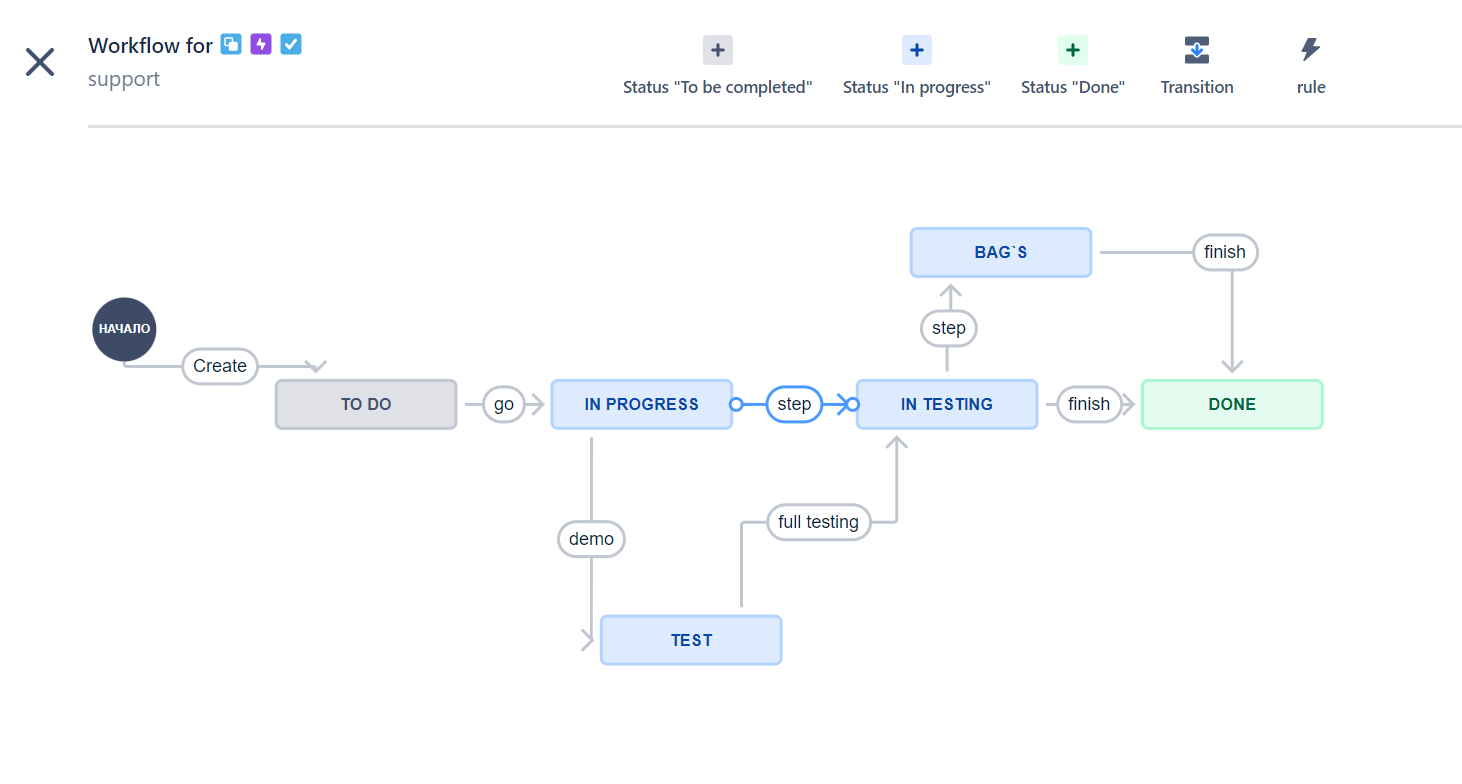 Workflow for
support
Status "To be completed"
Status "In progress"
Status "Done"
Transition
rule
BAG`S
finish
НАЧАЛО
step
Create
TO DO
go
IN PROGRESS
step
IN TESTING
finish
DONE
full testing
demo
TEST